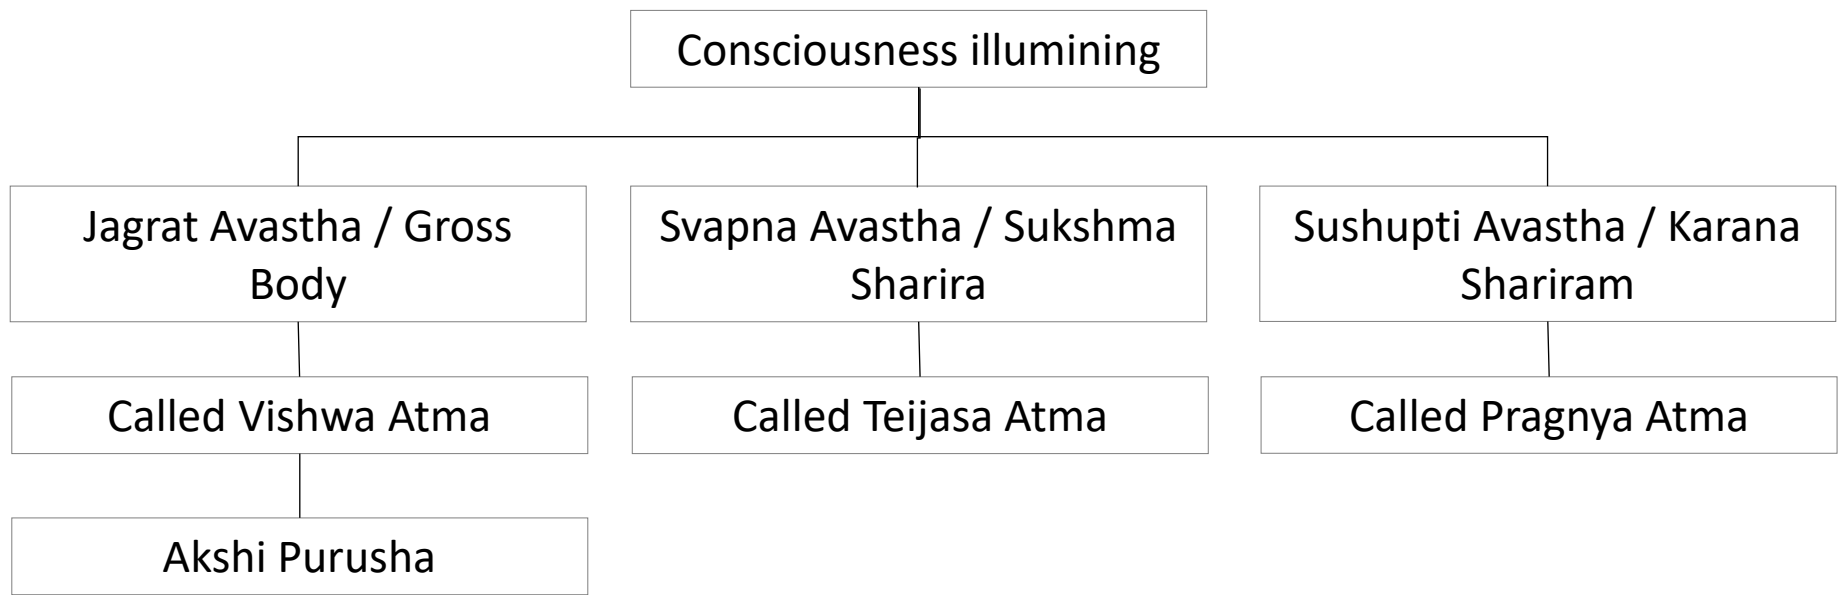 Consciousness illumining
Jagrat Avastha / Gross
Body
Svapna Avastha / Sukshma
Sharira
Sushupti Avastha / Karana
Shariram
Called Vishwa Atma
Called Teijasa Atma
Called Pragnya Atma
Akshi Purusha